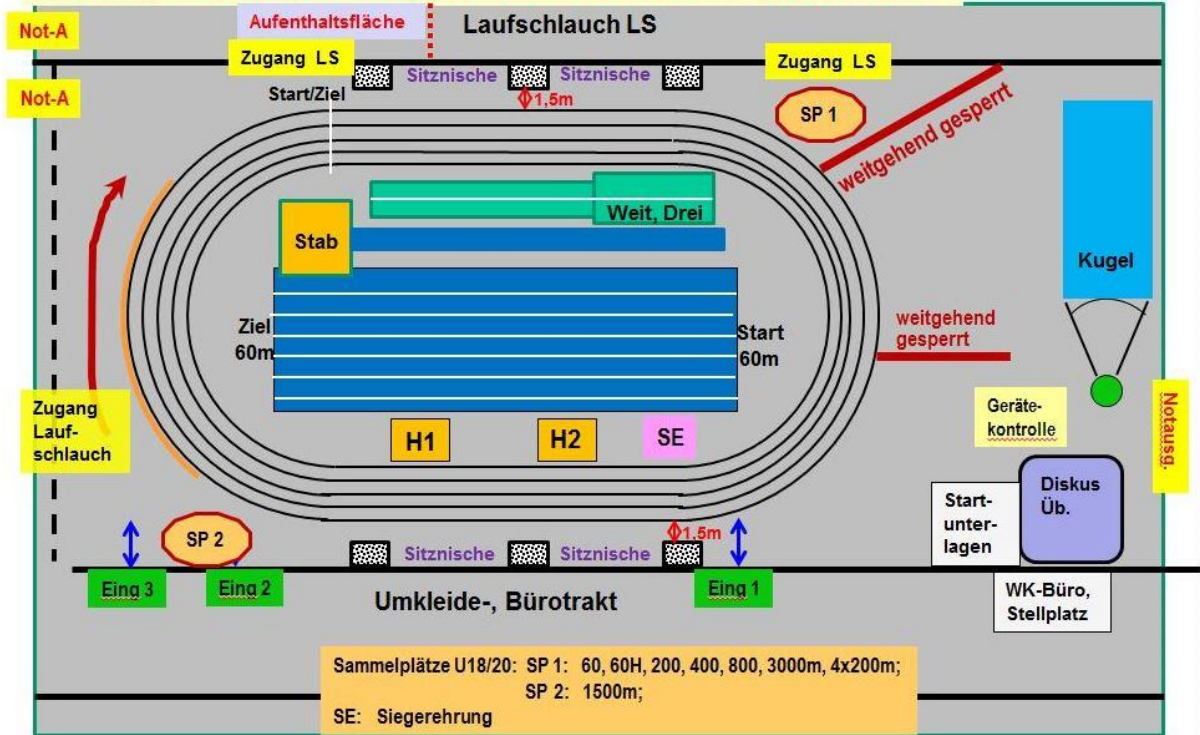 Not-A
Aufenthaltsfläche
Laufschlauch LS
Zugang LS
Sitznische
Sitznische
Zugang LS
Not-A
Start/Ziel
1,5m
SP 1
weitgehend gesperrt
Weit, Drei
Stab
Kugel
Ziel
60m
Start
60m
weitgehend
gesperrt
Zugang
Lauf-
schlauch
H1
H2
SE
Geräte-
kontrolle
Notausg.
Diskus
Üb.
Start-
unter-
lagen
SP 2
1.5m
Sitznische
Sitznische
Eing 3
Eing 2
Umkleide-, Bürotrakt
Eing 1
WK-Büro,
Stellplatz
Sammelplätze U18/20: SP 1: 60, 60H, 200, 400, 800, 3000m, 4x200m;
SP 2: 1500m;
SE: Siegerehrung